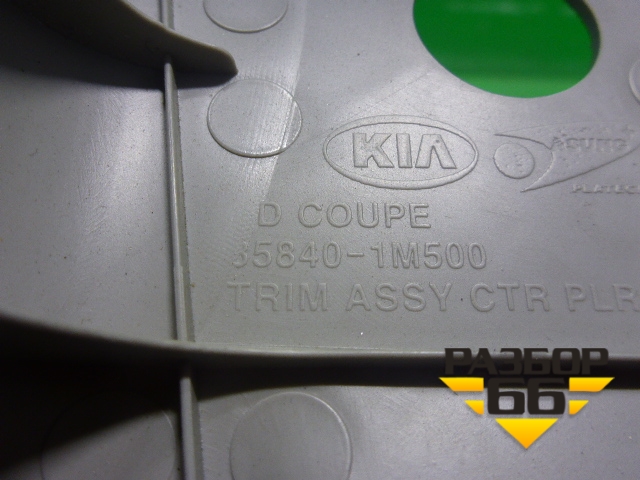 KIA
D COUPE
85840-1M500
TRIM ASSY CTR PLR
РАЗБОР
66